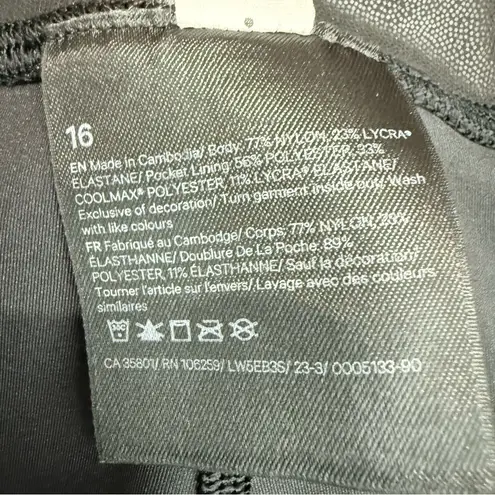 16
EN Made in Cambodia/ Body: 77% NYLON, 23% LYCRA®
ELASTANE/ Pocket Lining: 56% POLYESTER, 33%
COOLMAX® POLYESTER, 11% LYCRA® ELASTANE/
Exclusive of decoration/ Turn garment inside out/ Wash
with like colours
FR Fabriqué au Cambodge/ Corps: 77% NYLON, 23%
ÉLASTHANNE/ Doublure De La Poche: 89%
POLYESTER, 11% ÉLASTHANNE/ Sauf la décoration/
Tourner l'article sur l'envers/ Lavage avec des couleurs
similaires
30C
CA 35801/ RN 106259/ LW5EB3S/ 23-3/ 0005133-90